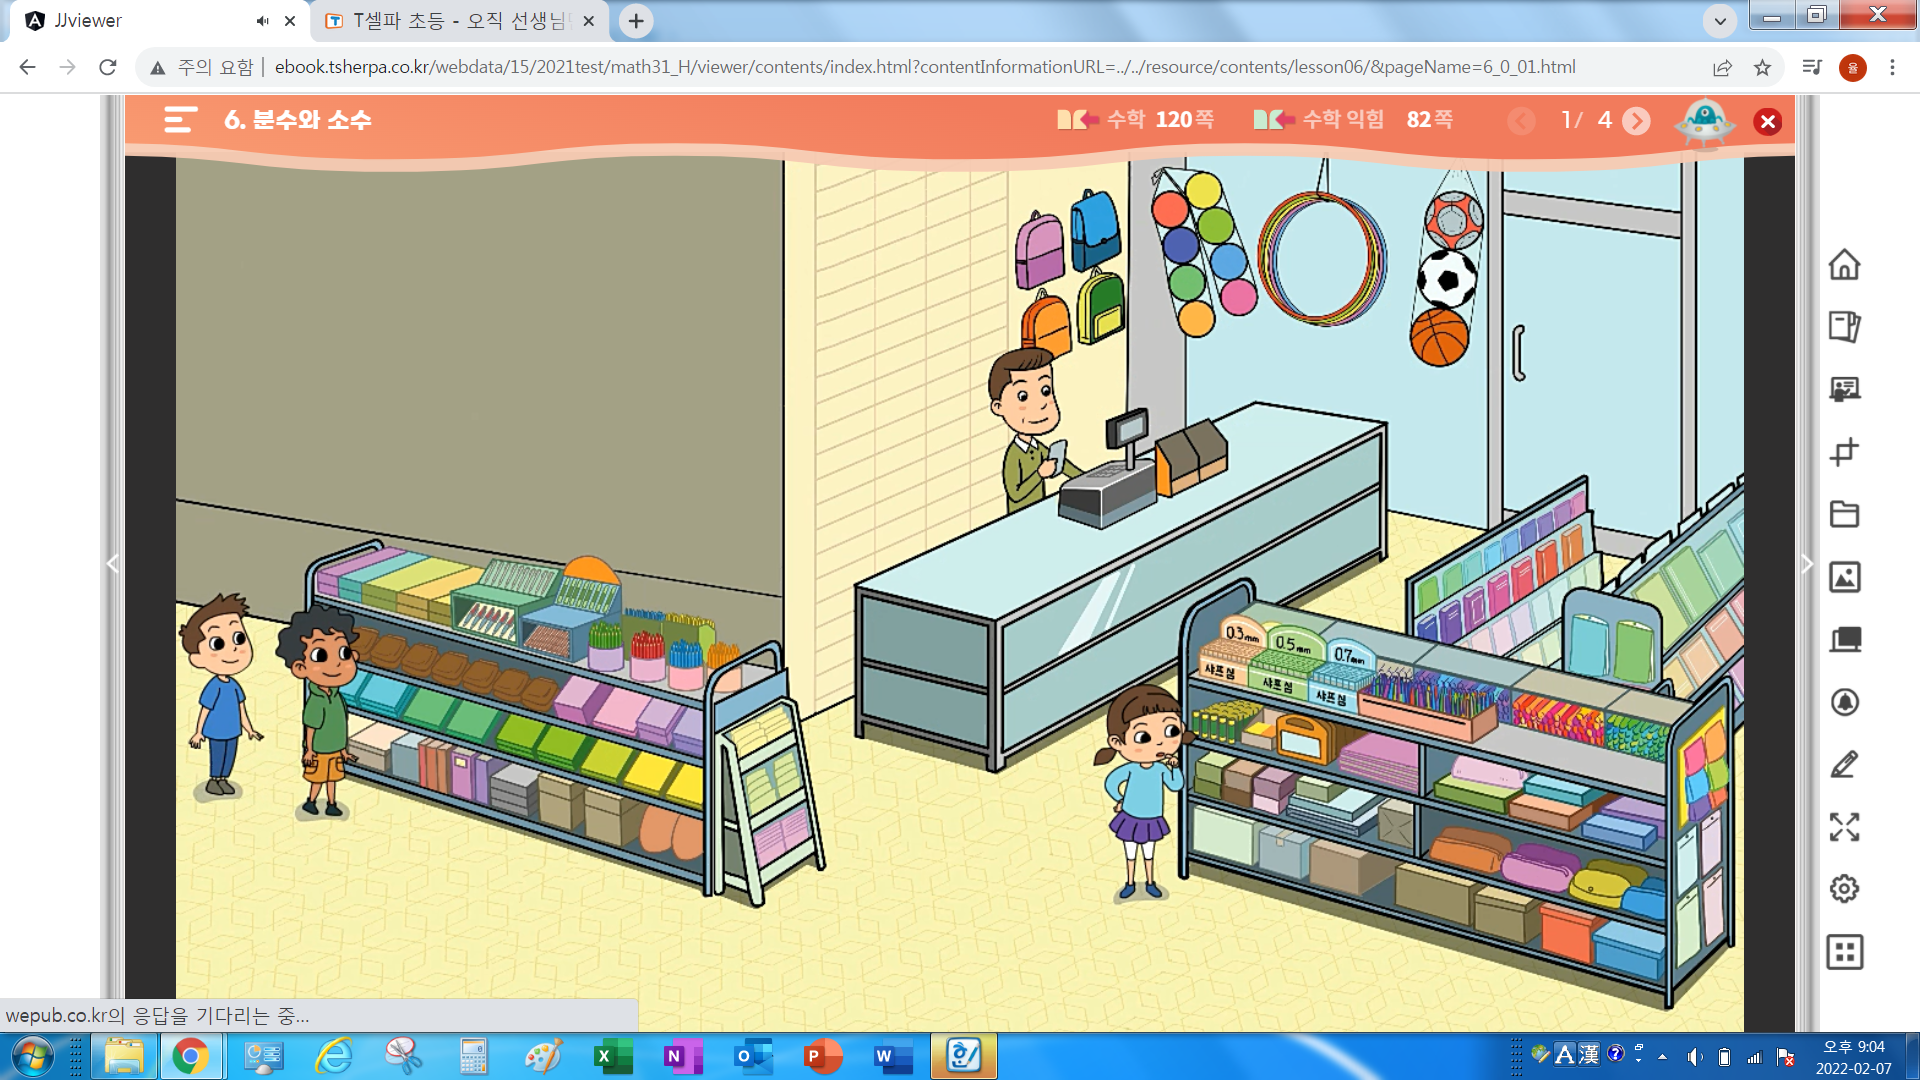 JJviewer
T셀파 초등 - 오직 선생님
주의 요함
ebook.tsherpa.co.kr/webdata/15/2021test/math31_H/viewer/contents/index.html?contentInformationURL=../../resource/contents/lesson06/&pageName=6_0_01.html
율
6. 분수와 소수
수학 120쪽
수학 익힘 82쪽
1/ 4
0.3mm
0.5mm
0.7mm
샤프심
샤프심
샤프심
wepub.co.kr의 응답을 기다리는 중...
A 漢
오후 9:04
2022-02-07